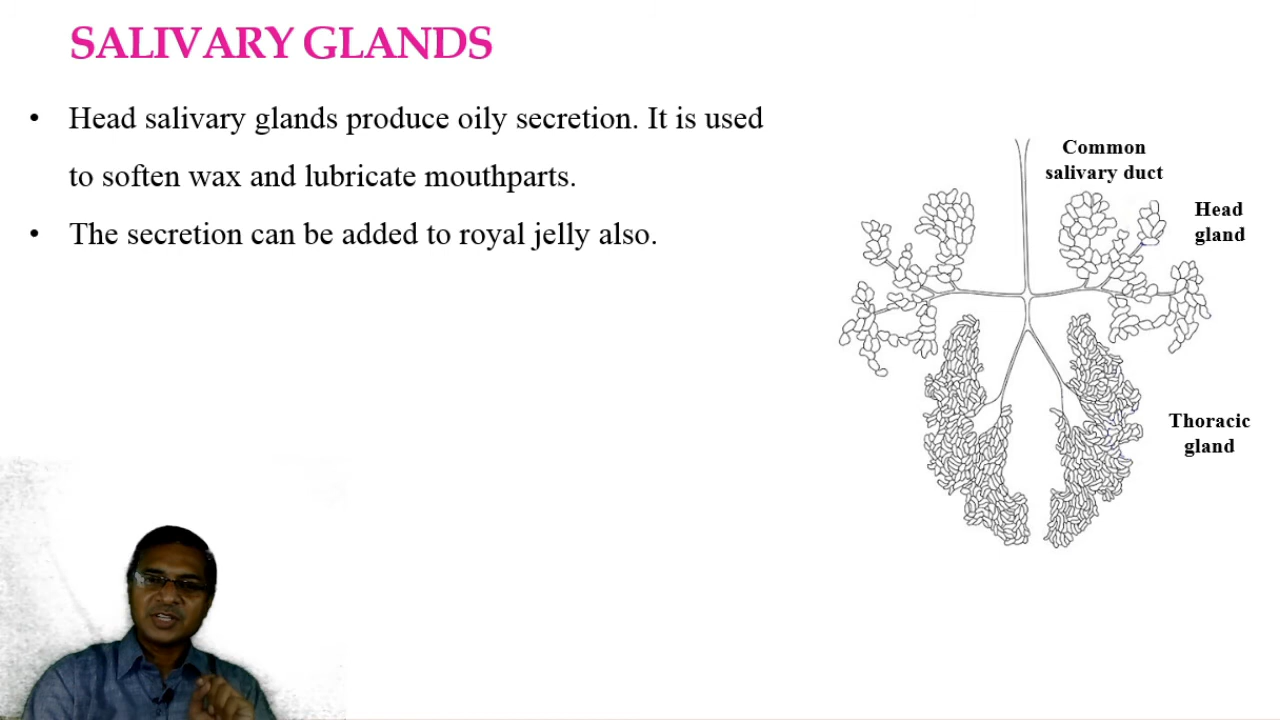 SALIVARY GLANDS
• Head salivary glands produce oily secretion. It is used
to soften wax and lubricate mouthparts.
• The secretion can be added to royal jelly also.
Common
salivary duct
Head
gland
Thoracic
gland